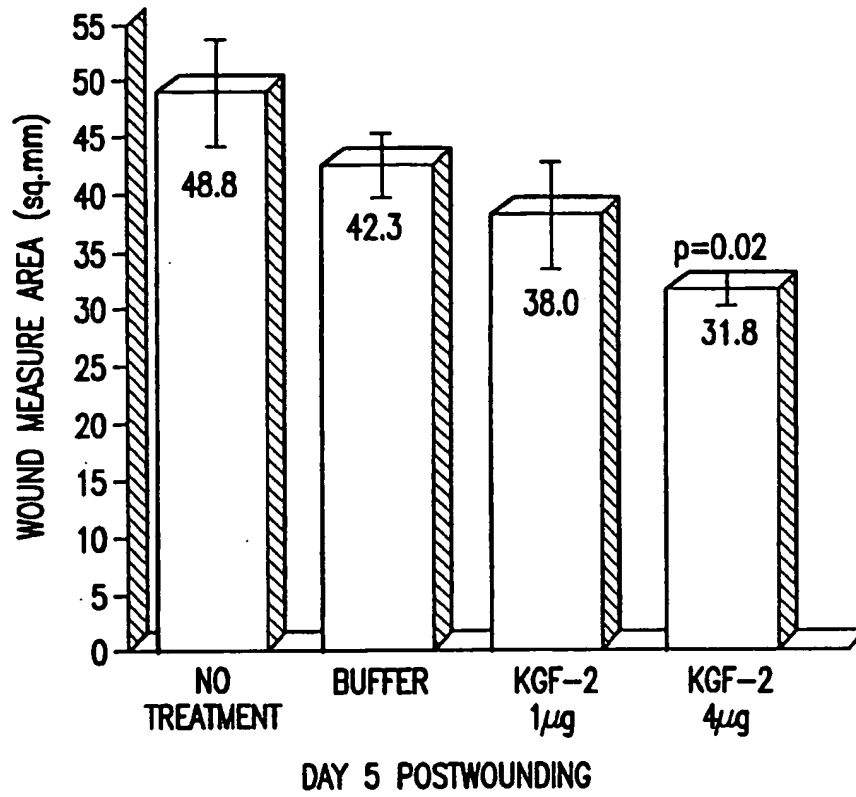 WOUND MEASURE AREA (sq.mm)
55
50
45
40
35
30
25
20
15
10
5
0
48.8
42.3
38.0
p=0.02
31.8
NO
TREATMENT
BUFFER
KGF-2
1µg
KGF-2
4µg
DAY 5 POSTWOUNDING